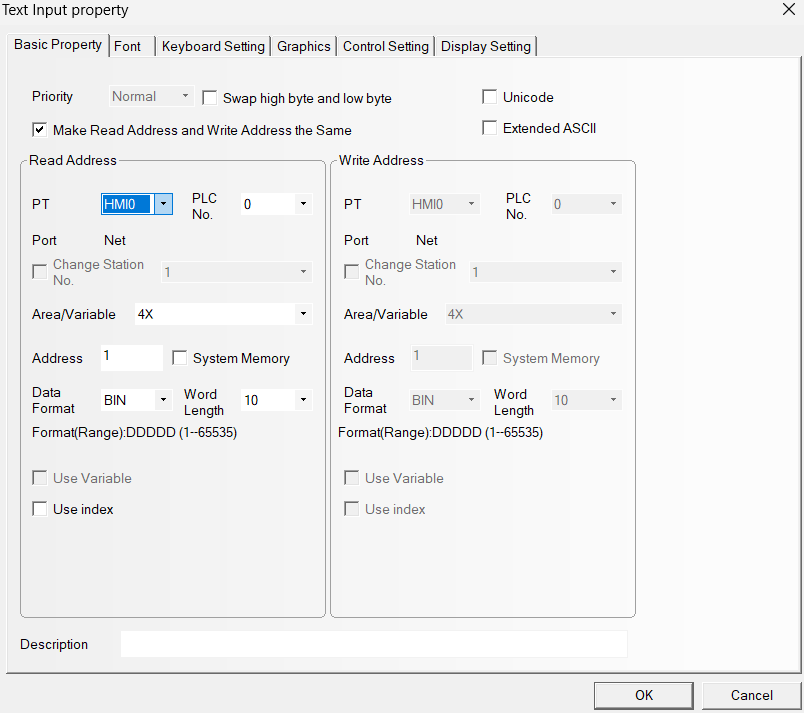 Text Input property
Basic Property Font Keyboard Setting Graphics Control Setting Display Setting
Priority Normal Swap high byte and low byte Unicode
Make Read Address and Write Address the Same Extended ASCII
Read Address
PT HMI0 PLC No. 0
Port Net
Change Station No. 1
Area/Variable 4X
Address 1 System Memory
Data Format BIN Word Length 10
Format(Range):DDDDD (1--65535)
Use Variable
Use index
Write Address
PT HMI0 PLC No. 0
Port Net
Change Station No. 1
Area/Variable 4X
Address 1 System Memory
Data Format BIN Word Length 10
Format(Range):DDDDD (1--65535)
Use Variable
Use index
Description
OK Cancel